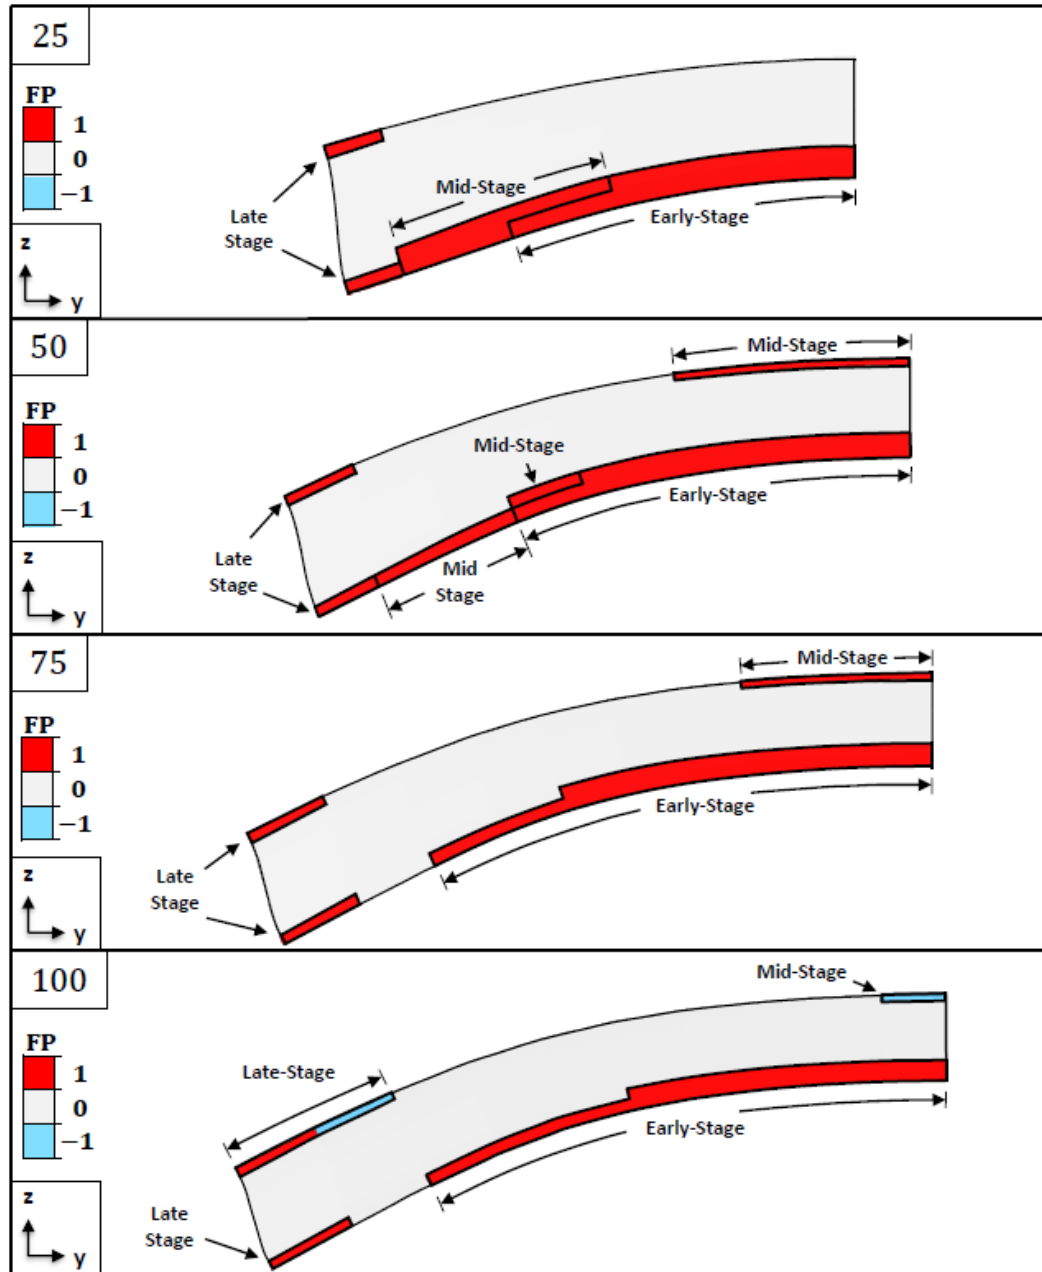 25
FP
1
0
−1
z
y
Late
Stage
Mid-Stage
Early-Stage
50
FP
1
0
−1
z
y
Mid-Stage
Mid-Stage
Early-Stage
Late
Stage
Mid
Stage
75
FP
1
0
−1
z
y
Mid-Stage
Early-Stage
Late
Stage
100
FP
1
0
−1
z
y
Mid-Stage
Late-Stage
Early-Stage
Late
Stage